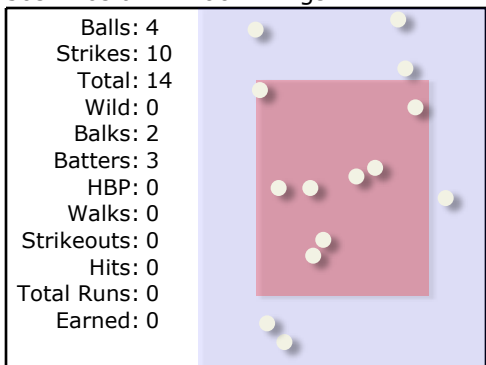 Balls: 4
Strikes: 10
Total: 14
Wild: 0
Balks: 2
Batters: 3
HBP: 0
Walks: 0
Strikeouts: 0
Hits: 0
Total Runs: 0
Earned: 0